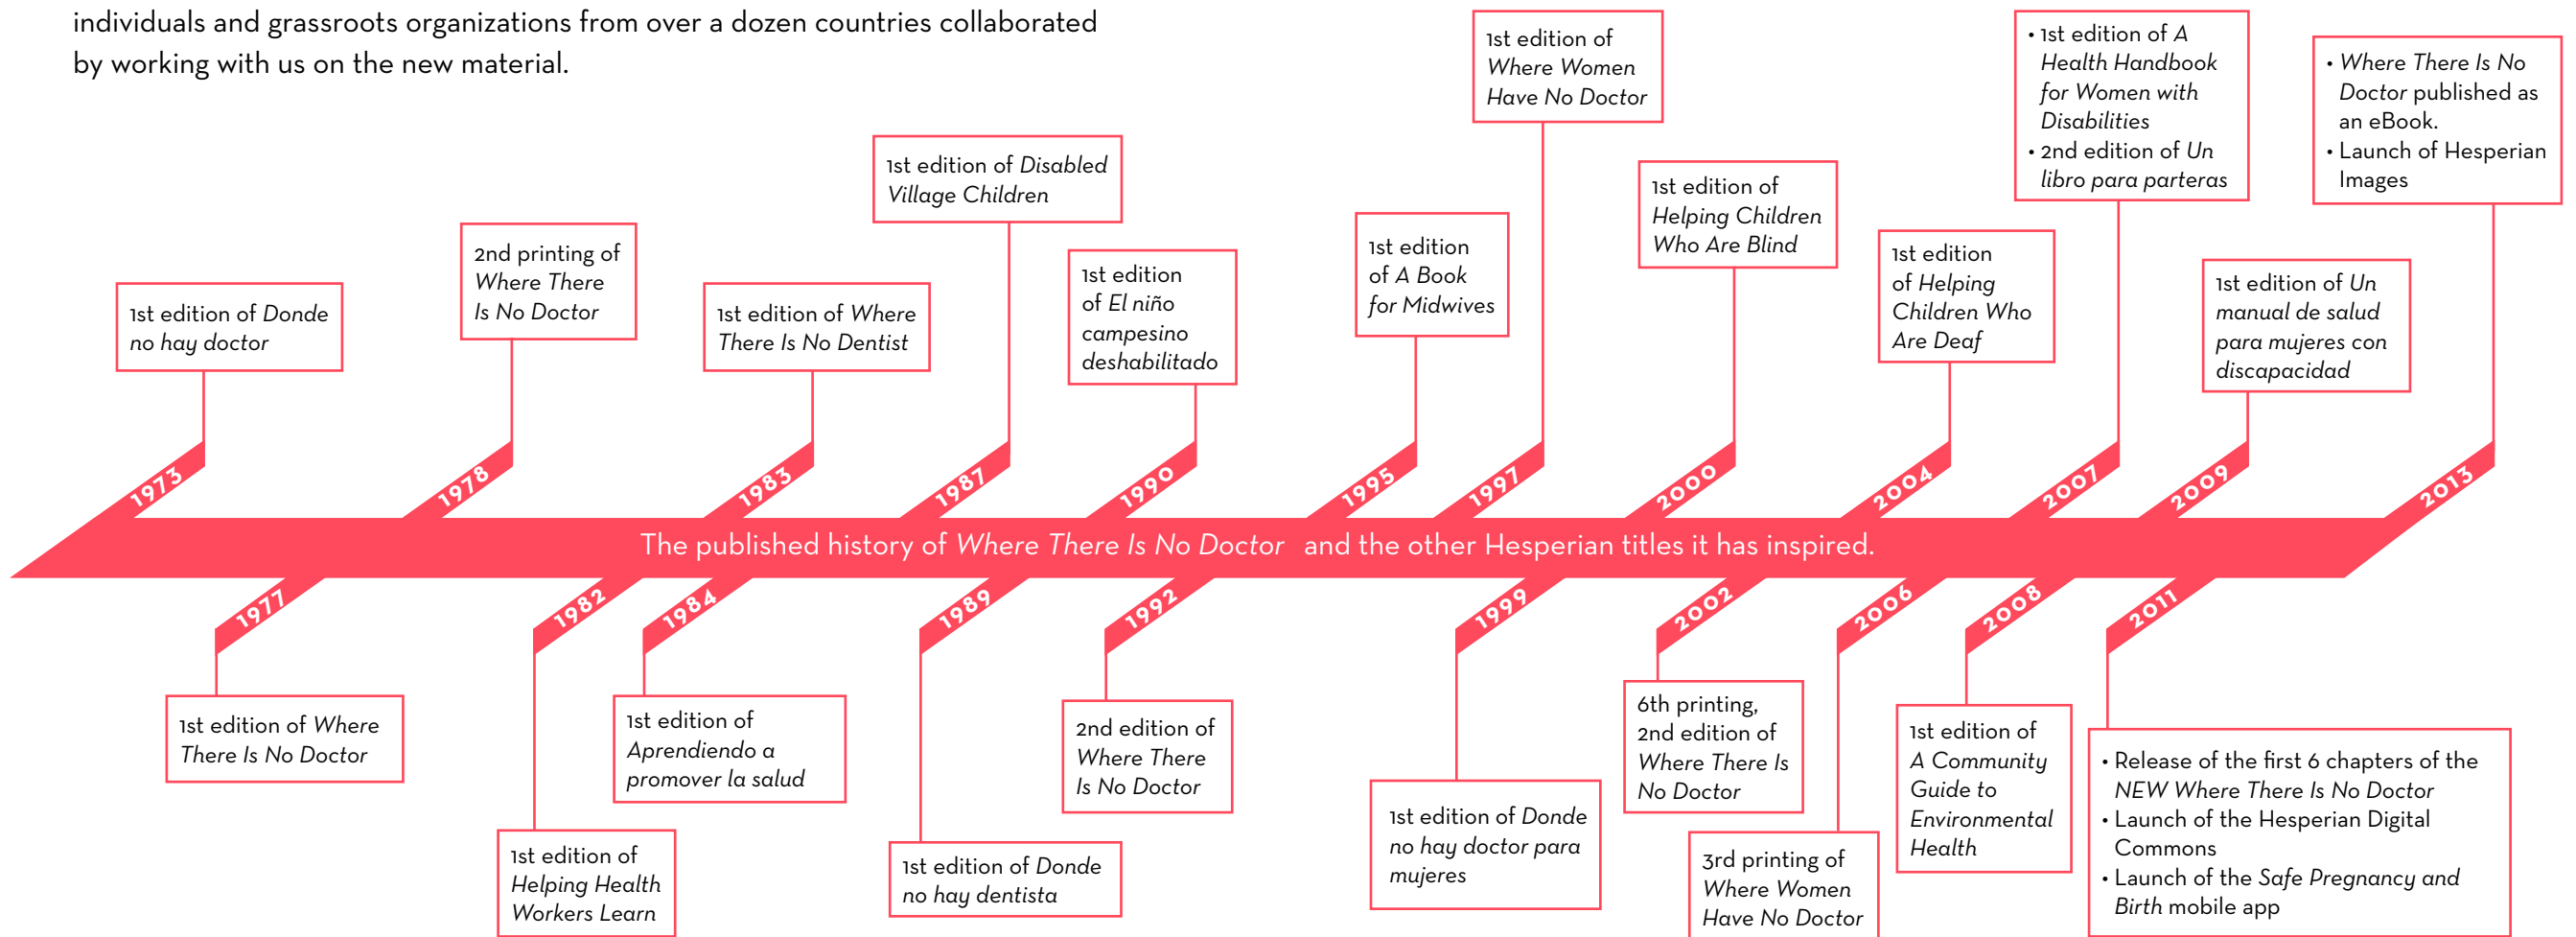 individuals and grassroots organizations from over a dozen countries collaborated
by working with us on the new material.
1st edition of Donde
no hay doctor
2nd printing of
Where There
Is No Doctor
1st edition of Where
There Is No Dentist
1st edition of Disabled
Village Children
1st edition
of El niño
campesino
deshabilitado
1st edition
of A Book
for Midwives
1st edition of
Where Women
Have No Doctor
1st edition of
Helping Children
Who Are Blind
1st edition
of Helping
Children Who
Are Deaf
• 1st edition of A
Health Handbook
for Women with
Disabilities
• 2nd edition of Un
libro para parteras
1st edition of Un
manual de salud
para mujeres con
discapacidad
• Where There Is No
Doctor published as
an eBook.
• Launch of Hesperian
Images
1973
1978
1983
1987
1990
1995
1997
2000
2004
2007
2009
2013
The published history of Where There Is No Doctor and the other Hesperian titles it has inspired.
1977
1982
1984
1989
1992
1999
2002
2006
2008
2011
1st edition of Where
There Is No Doctor
1st edition of
Helping Health
Workers Learn
1st edition of
Aprendiendo a
promover la salud
1st edition of Donde
no hay dentista
2nd edition of
Where There
Is No Doctor
1st edition of Donde
no hay doctor para
mujeres
6th printing,
2nd edition of
Where There Is
No Doctor
3rd printing of
Where Women
Have No Doctor
1st edition of
A Community
Guide to
Environmental
Health
• Release of the first 6 chapters of the
NEW Where There Is No Doctor
• Launch of the Hesperian Digital
Commons
• Launch of the Safe Pregnancy and
Birth mobile app